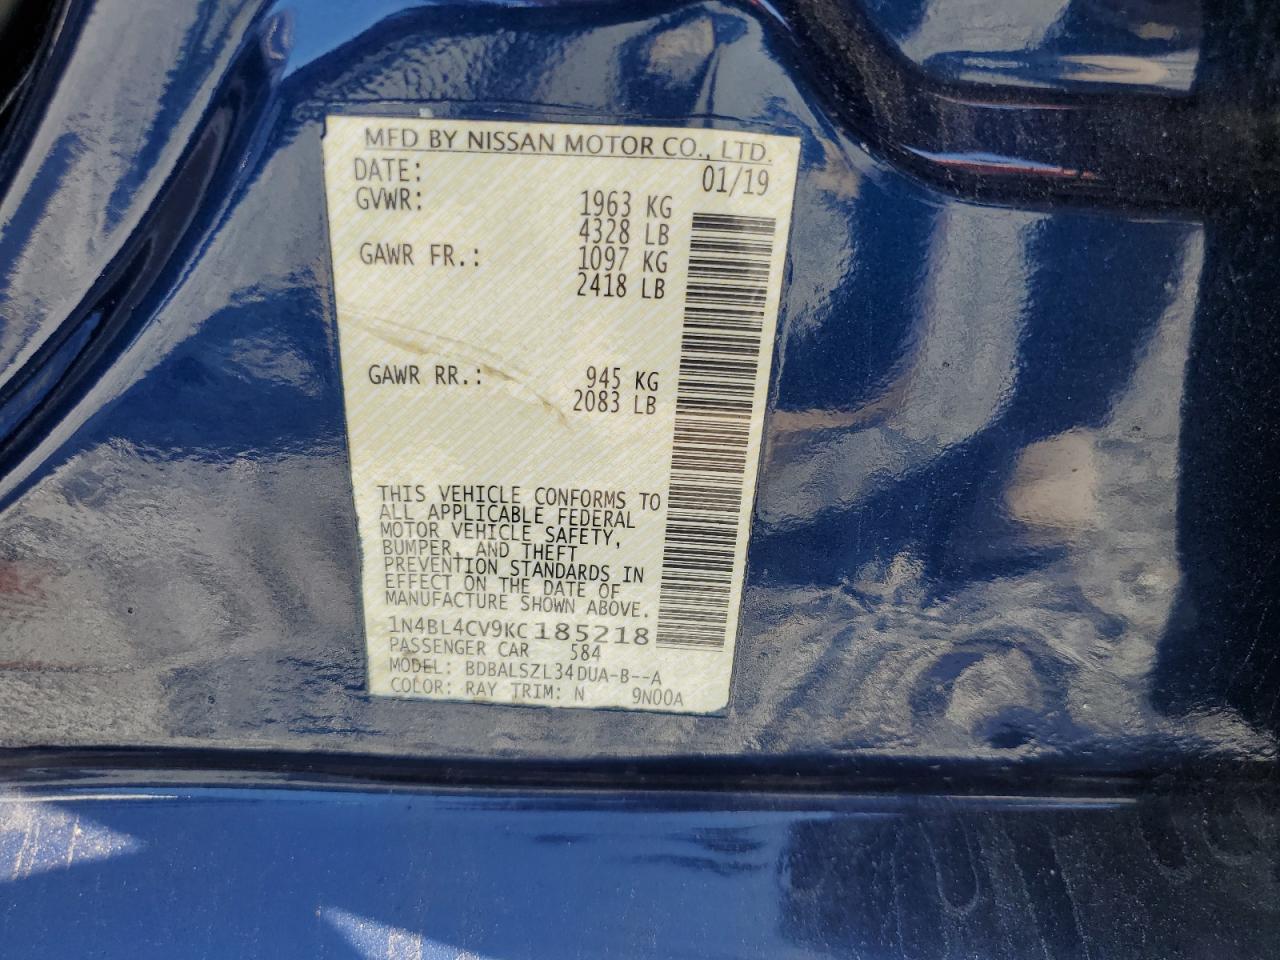 MFD BY NISSAN MOTOR CO., LTD.
DATE: 01/19
GVWR: 1963 KG
4328 LB
GAWR FR.: 1097 KG
2418 LB
GAWR RR.: 945 KG
2083 LB
THIS VEHICLE CONFORMS TO
ALL APPLICABLE FEDERAL
MOTOR VEHICLE SAFETY,
BUMPER, AND THEFT
PREVENTION STANDARDS IN
EFFECT ON THE DATE OF
MANUFACTURE SHOWN ABOVE.
1N4BL4CV9KC185218
PASSENGER CAR 584
MODEL: BDBALSZL34DUA-B--A
COLOR: RAY TRIM: N 9N00A